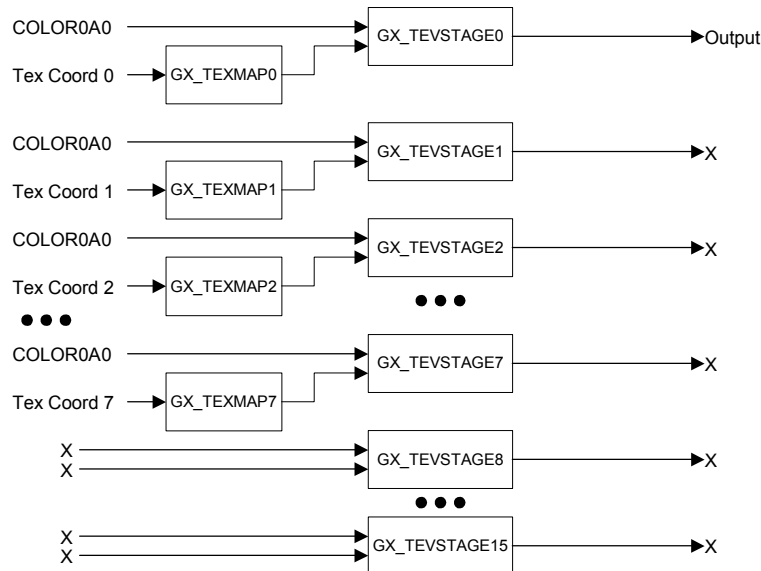 COLOR0A0
GX_TEVSTAGE0
Output
Tex Coord 0
GX_TEXMAP0
COLOR0A0
GX_TEVSTAGE1
X
Tex Coord 1
GX_TEXMAP1
COLOR0A0
GX_TEVSTAGE2
X
Tex Coord 2
GX_TEXMAP2
COLOR0A0
GX_TEVSTAGE7
X
Tex Coord 7
GX_TEXMAP7
X
X
GX_TEVSTAGE8
X
X
X
GX_TEVSTAGE15
X